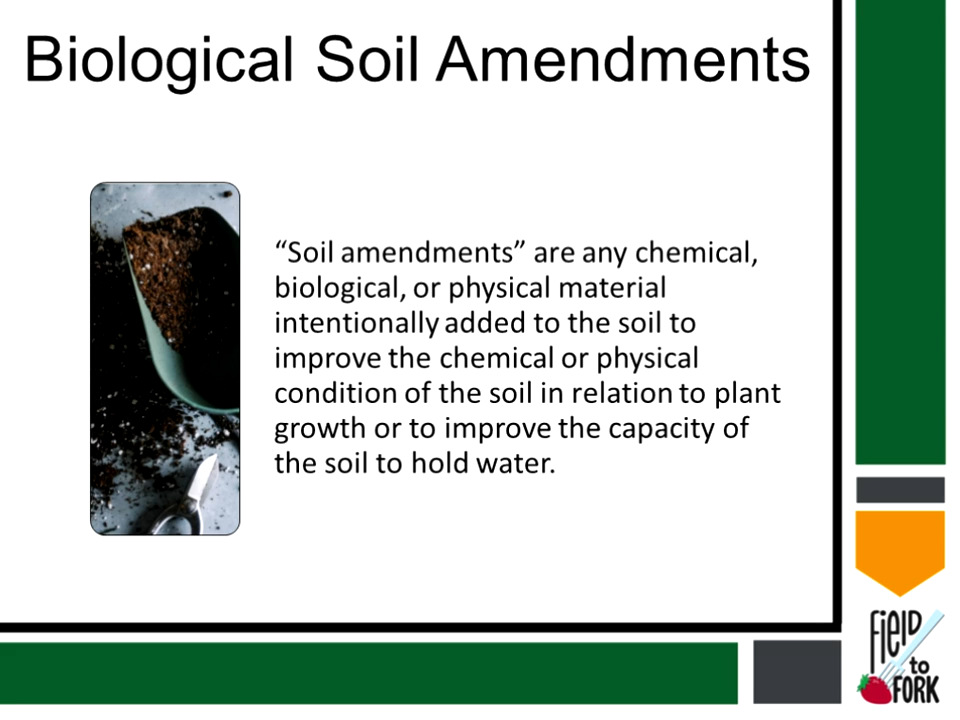 Biological Soil Amendments
“Soil amendments” are any chemical,
biological, or physical material
intentionally added to the soil to
improve the chemical or physical
condition of the soil in relation to plant
growth or to improve the capacity of
the soil to hold water.
FielD
to
FORK